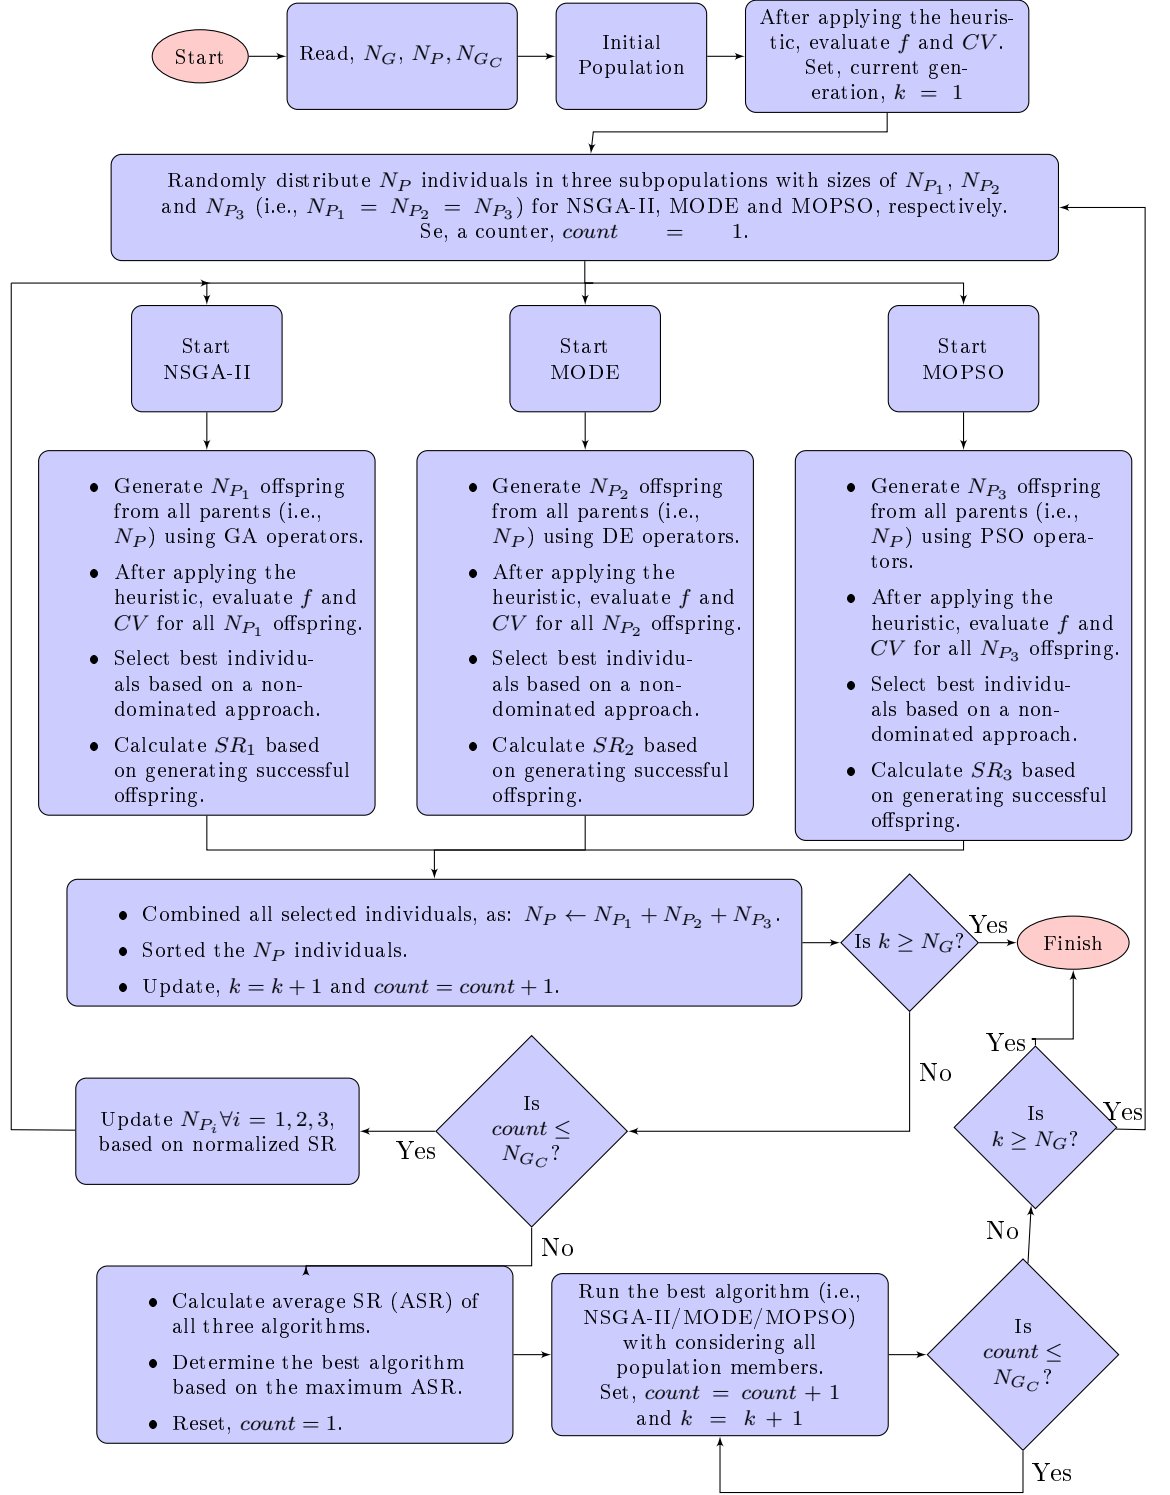 Start
Read, N_G, N_P, N_{G_C}
Initial
Population
After applying the heuris-
tic, evaluate f and CV.
Set, current gen-
eration, k = 1
Randomly distribute N_P individuals in three subpopulations with sizes of N_{P_1}, N_{P_2}
and N_{P_3} (i.e., N_{P_1} = N_{P_2} = N_{P_3}) for NSGA-II, MODE and MOPSO, respectively.
Se, a counter, count = 1.
Start
NSGA-II
Start
MODE
Start
MOPSO
• Generate N_{P_1} offspring
from all parents (i.e.,
N_P) using GA operators.
• After applying the
heuristic, evaluate f and
CV for all N_{P_1} offspring.
• Select best individu-
als based on a non-
dominated approach.
• Calculate SR_1 based
on generating successful
offspring.
• Generate N_{P_2} offspring
from all parents (i.e.,
N_P) using DE operators.
• After applying the
heuristic, evaluate f and
CV for all N_{P_2} offspring.
• Select best individu-
als based on a non-
dominated approach.
• Calculate SR_2 based
on generating successful
offspring.
• Generate N_{P_3} offspring
from all parents (i.e.,
N_P) using PSO opera-
tors.
• After applying the
heuristic, evaluate f and
CV for all N_{P_3} offspring.
• Select best individu-
als based on a non-
dominated approach.
• Calculate SR_3 based
on generating successful
offspring.
• Combined all selected individuals, as: N_P ← N_{P_1} + N_{P_2} + N_{P_3}.
• Sorted the N_P individuals.
• Update, k = k + 1 and count = count + 1.
Is k ≥ N_G?
Yes
Finish
No
Yes
Is
k ≥ N_G?
Yes
Is
count ≤
N_{G_C}?
Yes
Update N_{P_i} ∀i = 1, 2, 3,
based on normalized SR
No
• Calculate average SR (ASR) of
all three algorithms.
• Determine the best algorithm
based on the maximum ASR.
• Reset, count = 1.
Run the best algorithm (i.e.,
NSGA-II/MODE/MOPSO)
with considering all
population members.
Set, count = count + 1
and k = k + 1
No
Is
count ≤
N_{G_C}?
Yes